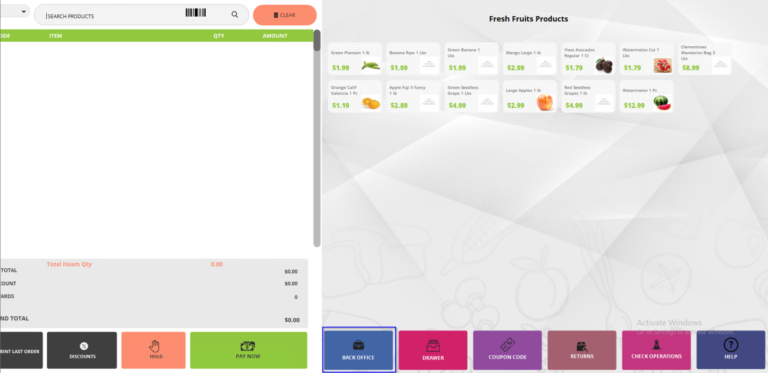 SEARCH PRODUCTS
CLEAR
ODE ITEM QTY AMOUNT
Total Iteam Qty 0.00
TOTAL $0.00
COUNT $0.00
ARDS 0
ND TOTAL $0.00
RINT LAST ORDER
DISCOUNTS
HOLD
PAY NOW
Fresh Fruits Products
Green Plantain 1 lb
$1.99
Banana Ripe 1 Lbs
$1.89
Green Banana 1
Lbs
$1.99
Mango Large 1 lb
$2.99
Hass Avocados
Regular 1 Ct
$1.79
Watermelon Cut 1
Lbs
$1.79
Clementines
Mandarins Bag 3
Lbs
$8.99
Orange Calif
Valencia 1 Pc
$1.19
Apple Fuji X Fancy
1 lb
$2.89
Green Seedless
Grape 1 Lbs
$4.99
Large Apples 1 lb
$2.99
Red Seedless
Grapes 1 lb
$4.99
Watermelon 1 Pc
$12.99
Activate Windows
BACK OFFICE
DRAWER
COUPON CODE
RETURNS
CHECK OPERATIONS
HELP